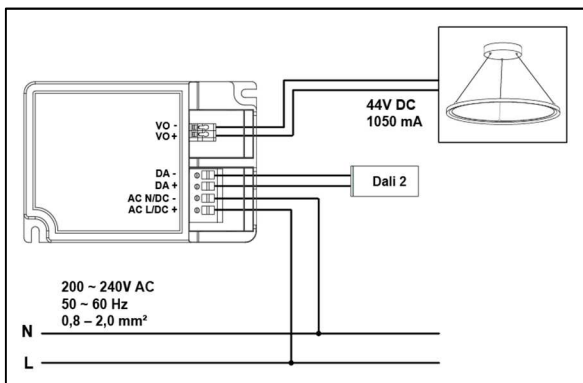 VO -
VO +
44V DC
1050 mA
DA -
DA +
AC N/DC -
AC L/DC +
Dali 2
200 ~ 240V AC
50 ~ 60 Hz
0,8 – 2,0 mm²
N
L